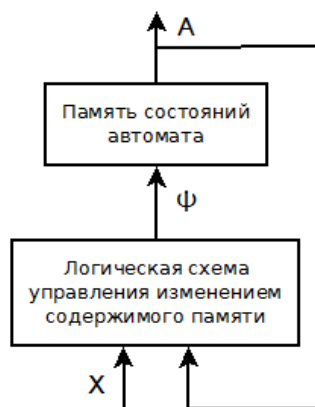 A
Память состояний
автомата
Ψ
Логическая схема
управления изменением
содержимого памяти
X